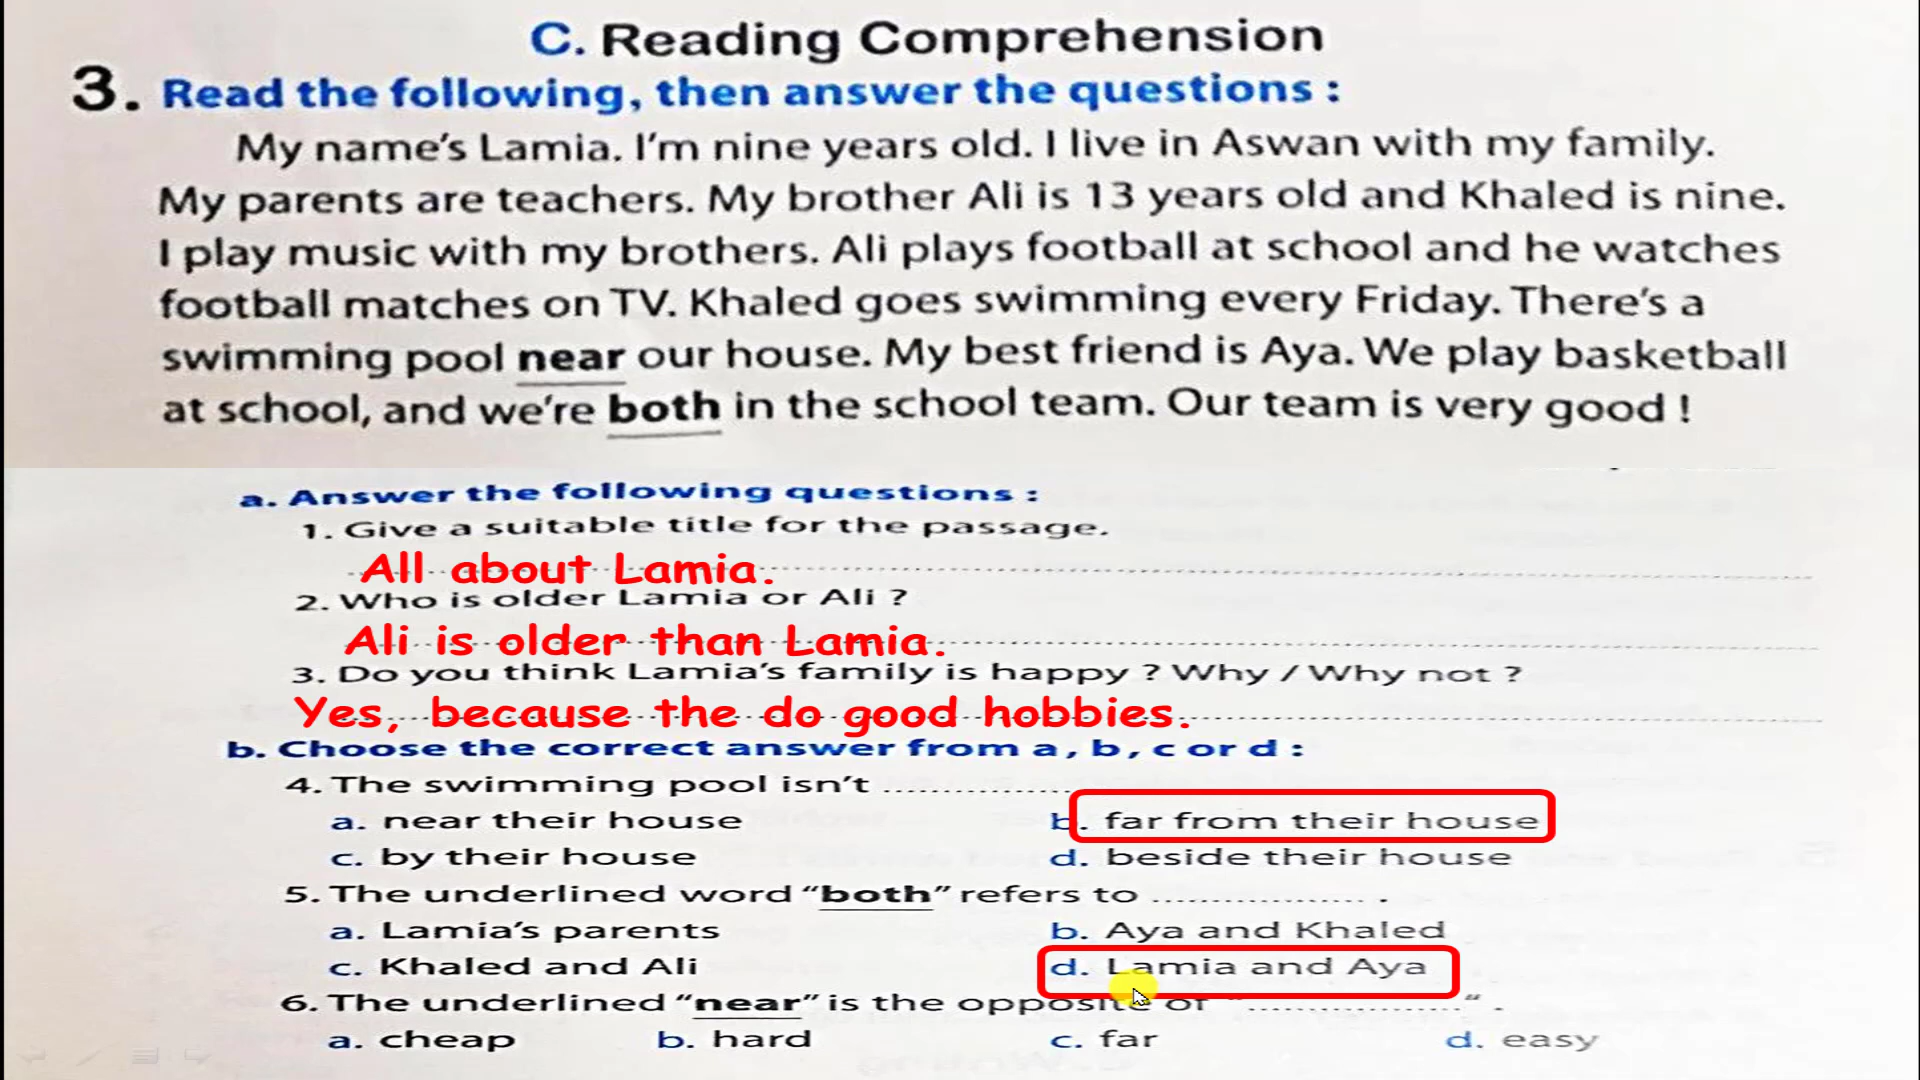 C. Reading Comprehension
3. Read the following, then answer the questions :
My name's Lamia. I'm nine years old. I live in Aswan with my family.
My parents are teachers. My brother Ali is 13 years old and Khaled is nine.
I play music with my brothers. Ali plays football at school and he watches
football matches on TV. Khaled goes swimming every Friday. There's a
swimming pool near our house. My best friend is Aya. We play basketball
at school, and we're both in the school team. Our team is very good !
a. Answer the following questions :
1. Give a suitable title for the passage.
All about Lamia.
2. Who is older Lamia or Ali ?
Ali is older than Lamia.
3. Do you think Lamia's family is happy ? Why / Why not ?
Yes, because the do good hobbies.
b. Choose the correct answer from a , b , c or d :
4. The swimming pool isn't ..................
a. near their house b. far from their house
c. by their house d. beside their house
5. The underlined word "both" refers to .................. .
a. Lamia's parents b. Aya and Khaled
c. Khaled and Ali d. Lamia and Aya
6. The underlined "near" is the opposite of "..................." .
a. cheap b. hard c. far d. easy